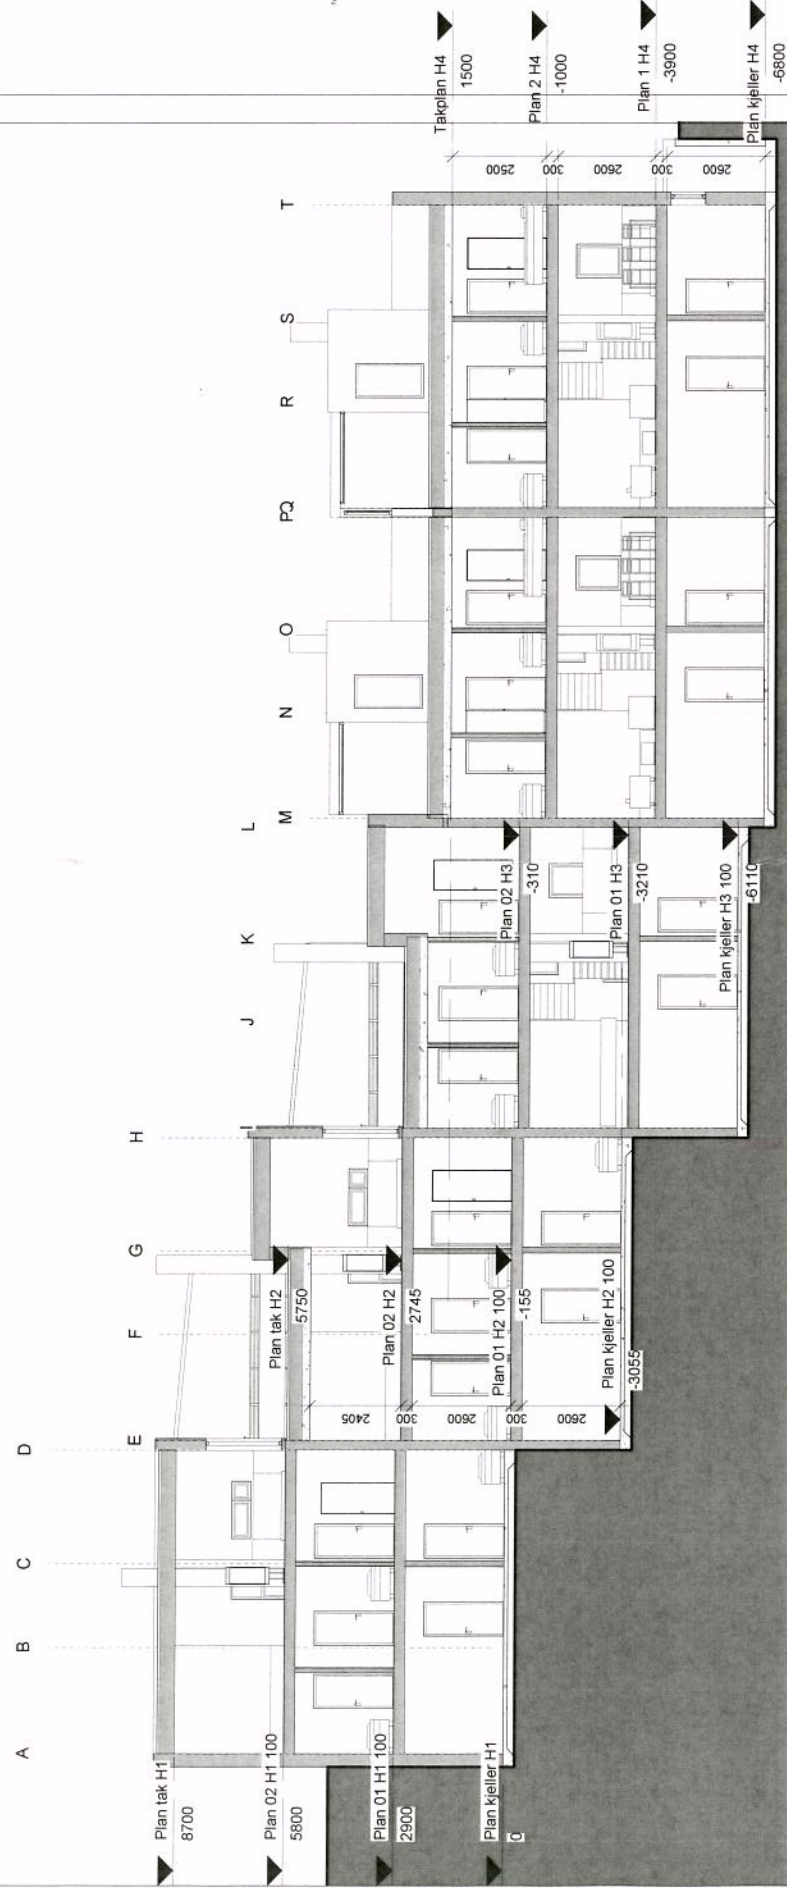 A
B
C
D
E
F
G
H
I
J
K
L
M
N
O
P
Q
R
S
T
Plan tak H1
8700
Plan 02 H1 100
5800
Plan 01 H1 100
2900
Plan kjeller H1
0
Plan tak H2
5750
Plan 02 H2
2745
Plan 01 H2 100
-155
Plan kjeller H2 100
-3055
2405
300
2600
300
2600
Plan 02 H3
-310
Plan 01 H3
-3210
Plan kjeller H3 100
-6110
Takplan H4
1500
Plan 2 H4
-1000
Plan 1 H4
-3900
Plan kjeller H4
-6800
2500
300
2600
300
2600